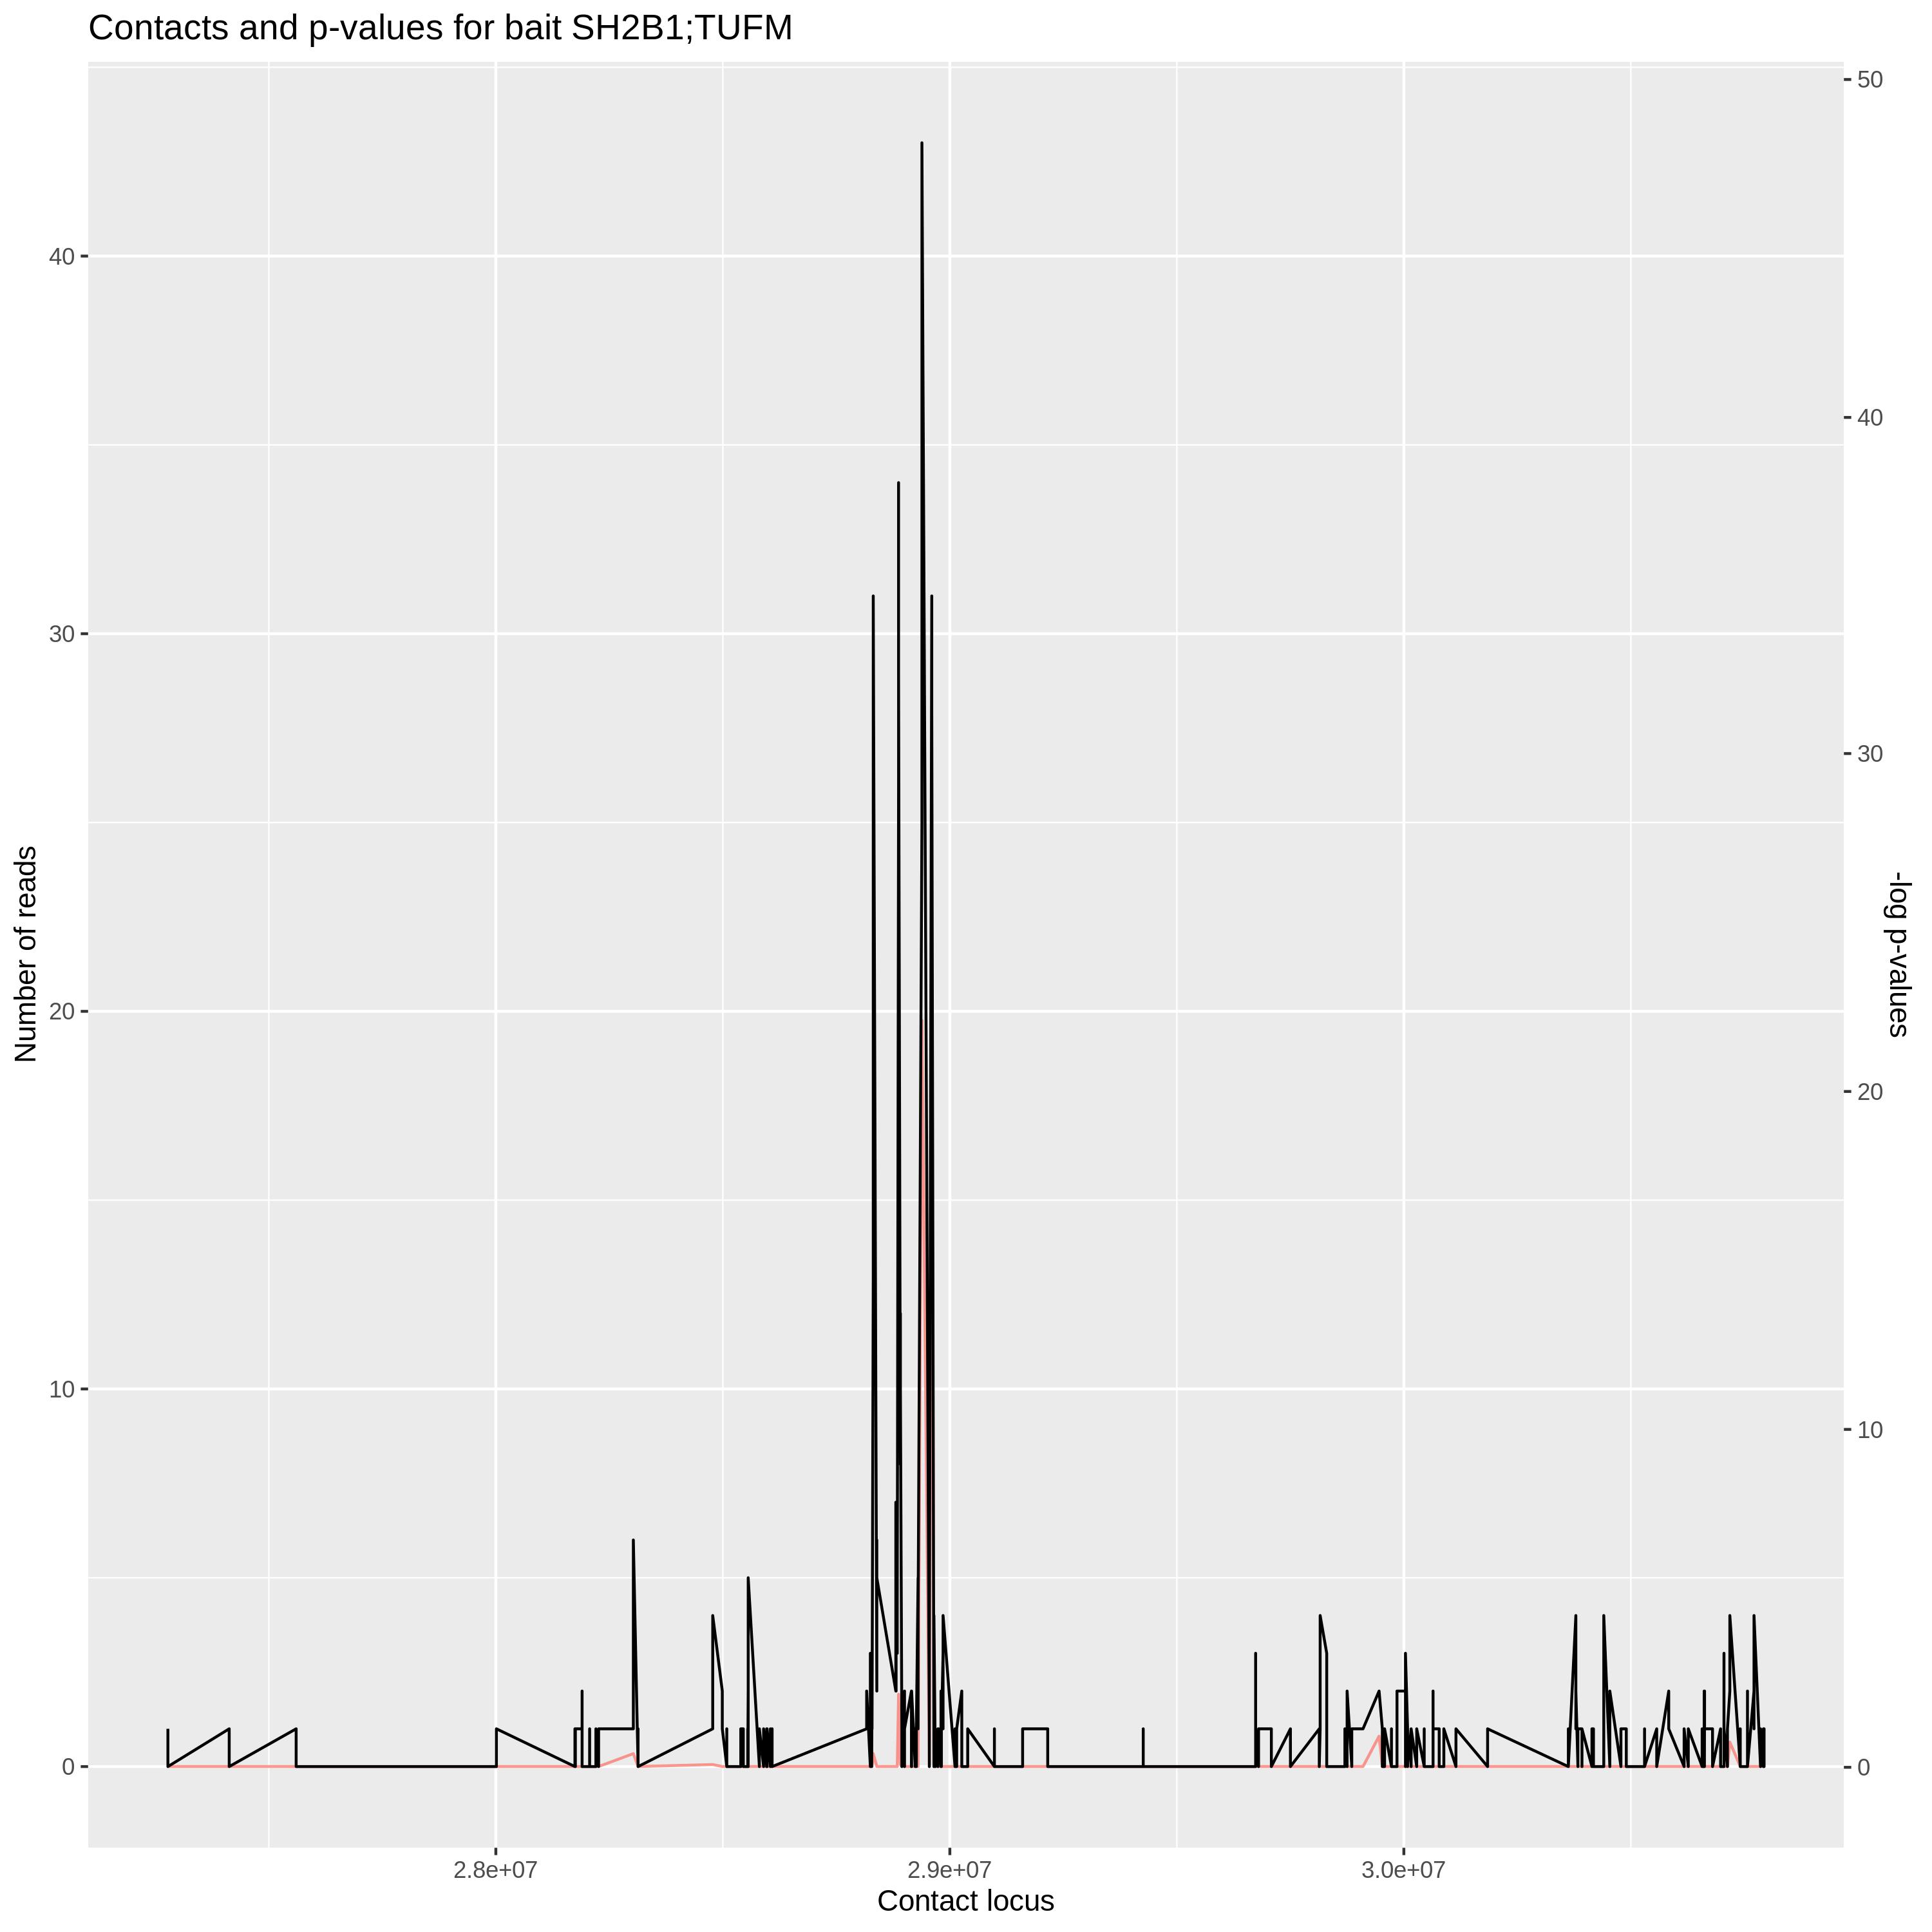 Contacts and p-values for bait SH2B1;TUFM
50
40
40
30
30
20
20
10
10
0
0
Number of reads
-log p-values
2.8e+07 2.9e+07 3.0e+07
Contact locus